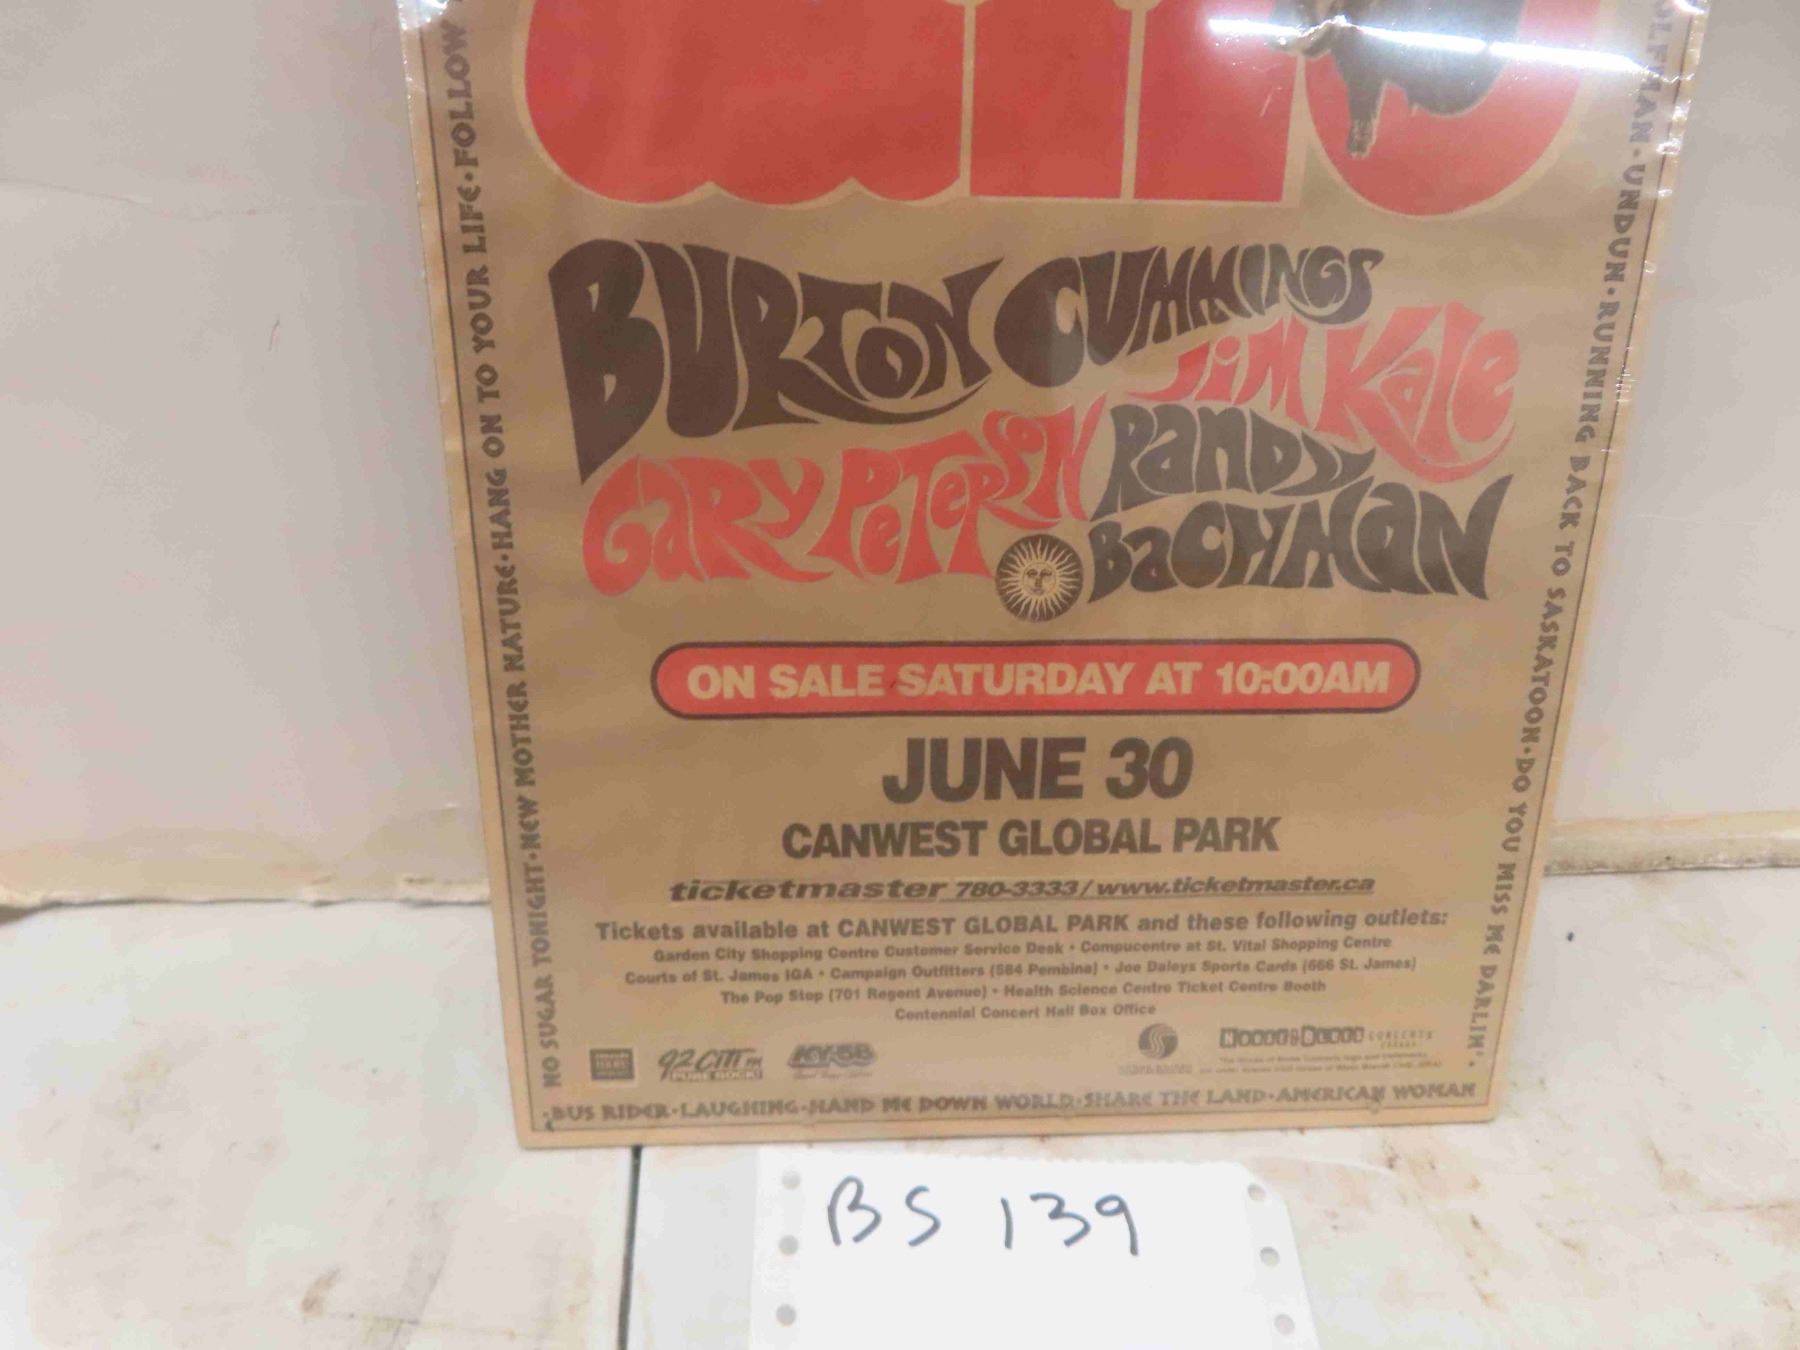 BURTON CUMMINGS
Jim Kale
GARY PETERSON
RANDY
BACHMAN
ON SALE SATURDAY AT 10:00AM
JUNE 30
CANWEST GLOBAL PARK
ticketmaster 780-3333/www.ticketmaster.ca
Tickets available at CANWEST GLOBAL PARK and these following outlets:
Garden City Shopping Centre Customer Service Desk • Compucentre at St. Vital Shopping Centre
Courts of St. James IGA • Campaign Outfitters (584 Pembina) • Joe Daleys Sports Cards (666 St. James)
The Pop Stop (701 Regent Avenue) • Health Science Centre Ticket Centre Booth
Centennial Concert Hall Box Office
92 CITI FM
PURE ROCK!
KY58
CONCERTS
CANADA
NO SUGAR TONIGHT•NEW MOTHER NATURE•HANG ON TO YOUR LIFE•FOLLOW
UNDUN•RUNNING BACK TO SASKATOON•DO YOU MISS ME DARLIN'•
•BUS RIDER•LAUGHING•HAND ME DOWN WORLD•SHARE THE LAND•AMERICAN WOMAN
BS 139